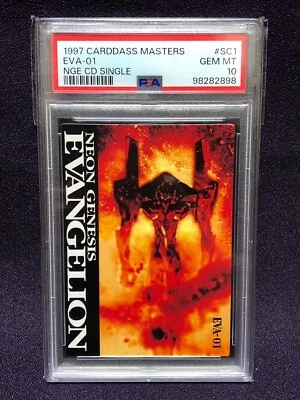 1997 CARDDASS MASTERS #SC1
EVA-01 GEM MT
NGE CD SINGLE 10
PSA 98282898
NEON GENESIS
EVANGELION
EVA-01